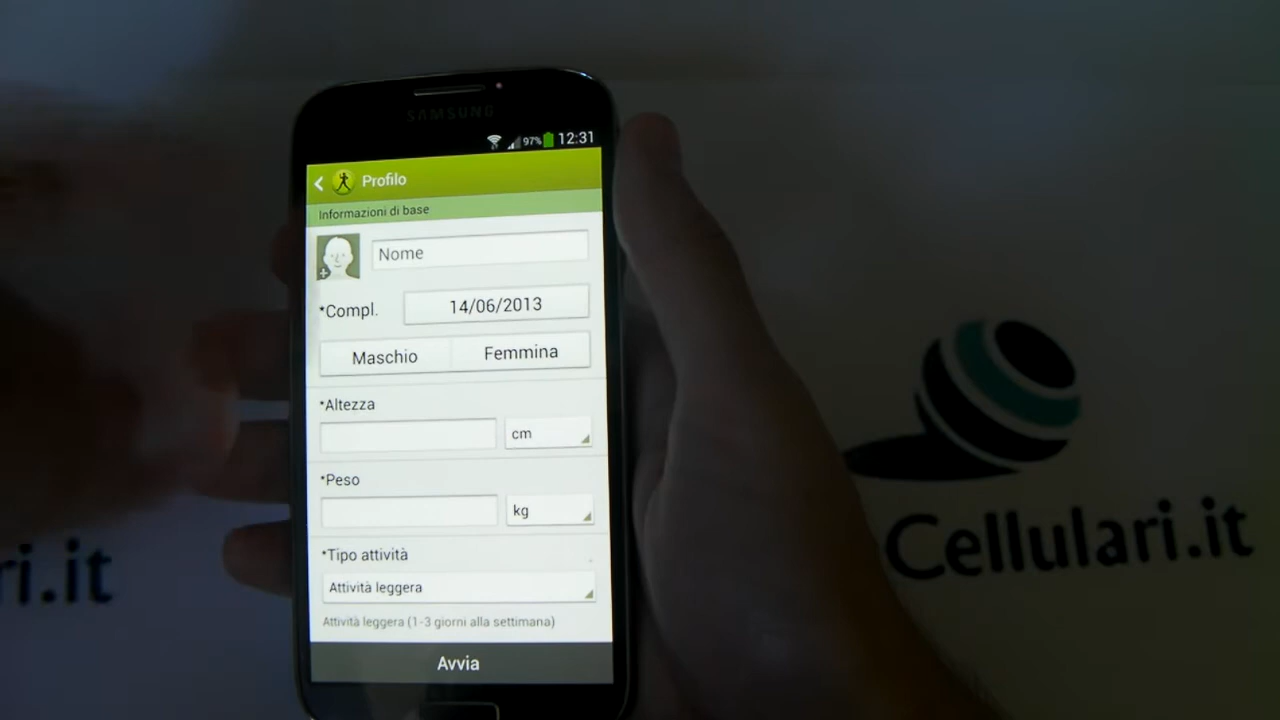 SAMSUNG
97% 12:31
Profilo
Informazioni di base
Nome
*Compl. 14/06/2013
Maschio Femmina
*Altezza
cm
*Peso
kg
*Tipo attività
Attività leggera
Attività leggera (1-3 giorni alla settimana)
Avvia
Cellulari.it
ri.it